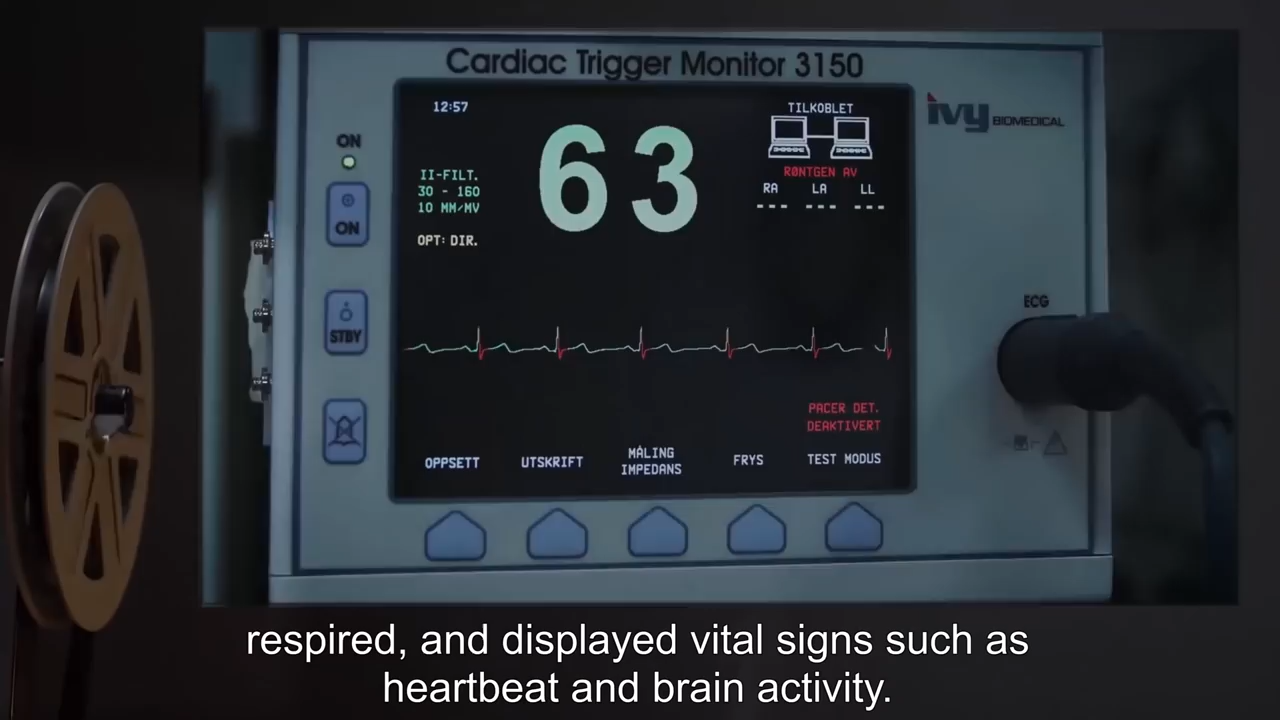 Cardiac Trigger Monitor 3150
ivy BIOMEDICAL
12:57
63
TILKOBLET
RØNTGEN AV
RA LA LL
--- --- ---
II-FILT.
30 - 160
10 MM/MV
OPT: DIR.
ON
ON
STBY
ECG
PACER DET.
DEAKTIVERT
OPPSETT
UTSKRIFT
MÅLING
IMPEDANS
FRYS
TEST MODUS
respired, and displayed vital signs such as
heartbeat and brain activity.